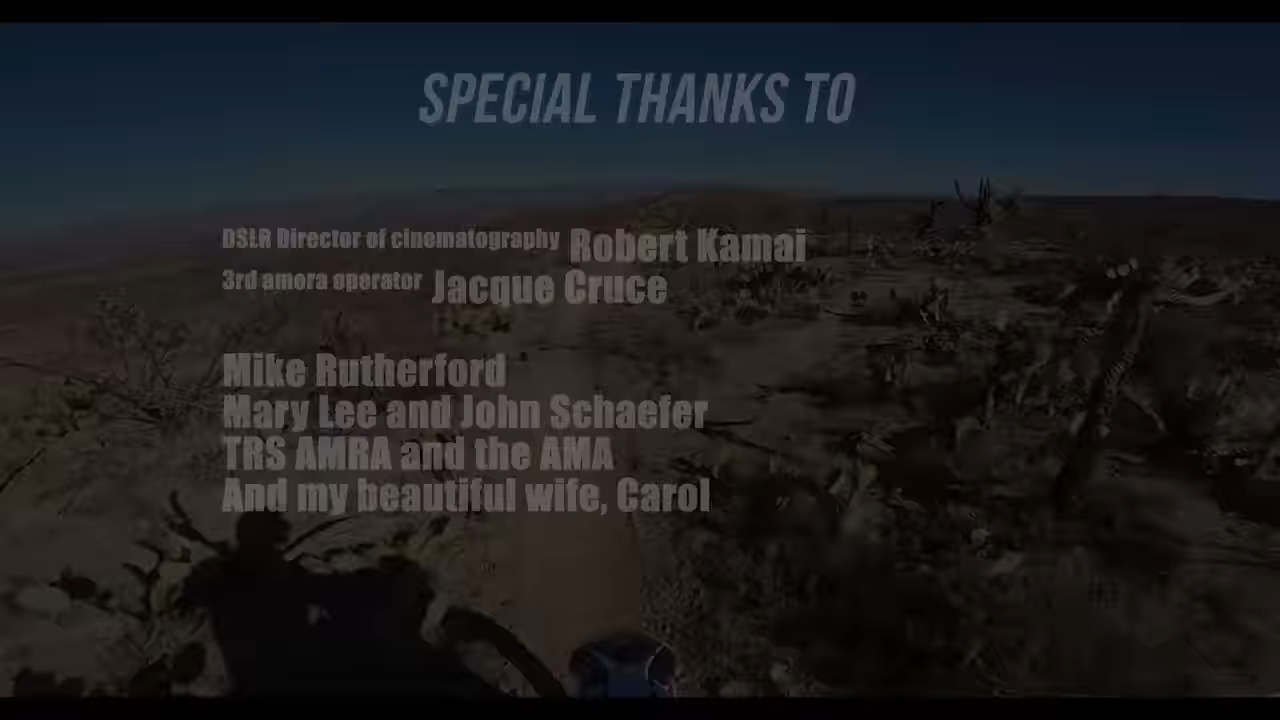 SPECIAL THANKS TO
DSLR Director of cinematography Robert Kamai
3rd amera operator Jacque Cruce
Mike Rutherford
Mary Lee and John Schaefer
TRS AMRA and the AMA
And my beautiful wife, Carol